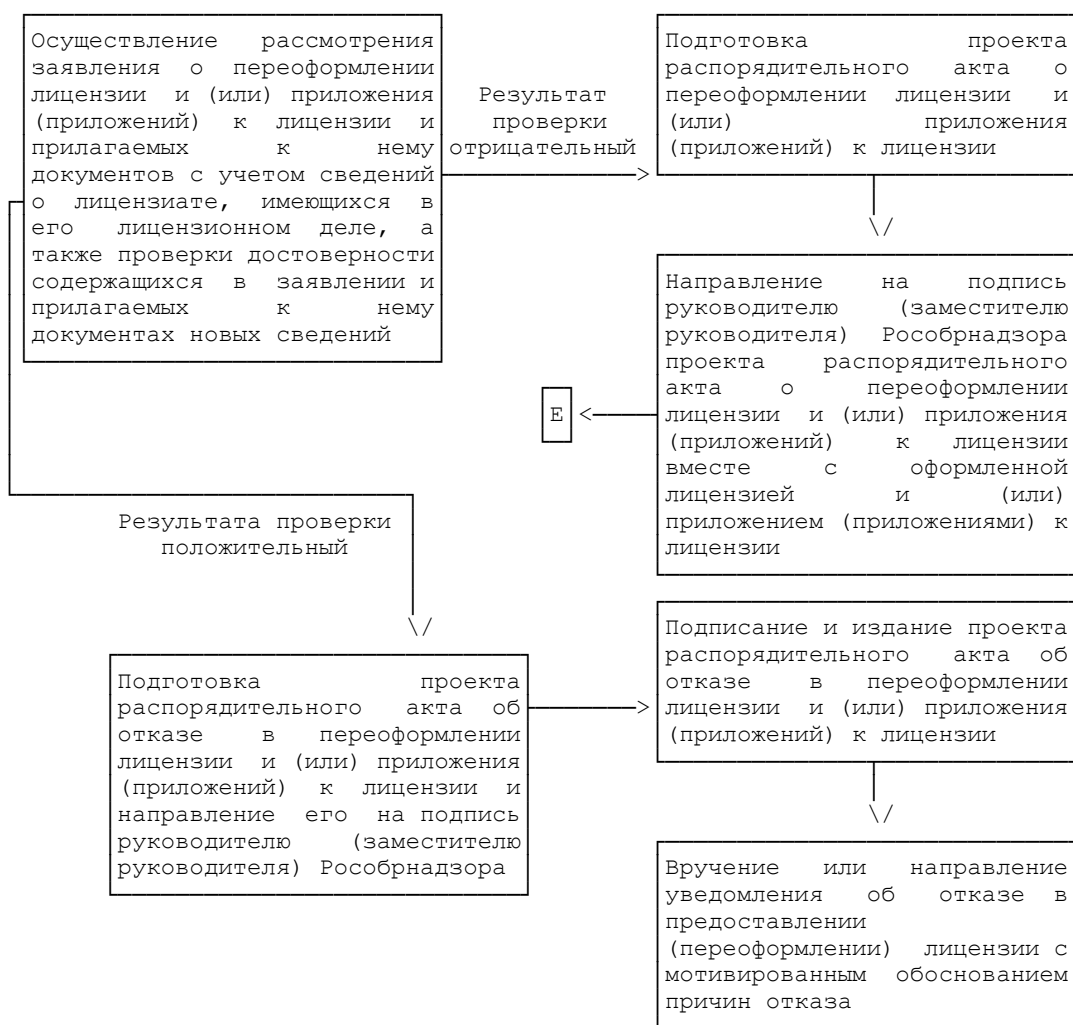 Осуществление рассмотрения
заявления о переоформлении
лицензии и (или) приложения
(приложений) к лицензии и
прилагаемых к нему
документов с учетом сведений
о лицензиате, имеющихся в
его лицензионном деле, а
также проверки достоверности
содержащихся в заявлении и
прилагаемых к нему
документах новых сведений
Результат
проверки
отрицательный
Подготовка проекта
распорядительного акта о
переоформлении лицензии и
(или) приложения
(приложений) к лицензии
Направление на подпись
руководителю (заместителю
руководителя) Рособрнадзора
проекта распорядительного
акта о переоформлении
лицензии и (или) приложения
(приложений) к лицензии
вместе с оформленной
лицензией и (или)
приложением (приложениями) к
лицензии
Е
Результата проверки
положительный
Подготовка проекта
распорядительного акта об
отказе в переоформлении
лицензии и (или) приложения
(приложений) к лицензии и
направление его на подпись
руководителю (заместителю
руководителя) Рособрнадзора
Подписание и издание проекта
распорядительного акта об
отказе в переоформлении
лицензии и (или) приложения
(приложений) к лицензии
Вручение или направление
уведомления об отказе в
предоставлении
(переоформлении) лицензии с
мотивированным обоснованием
причин отказа